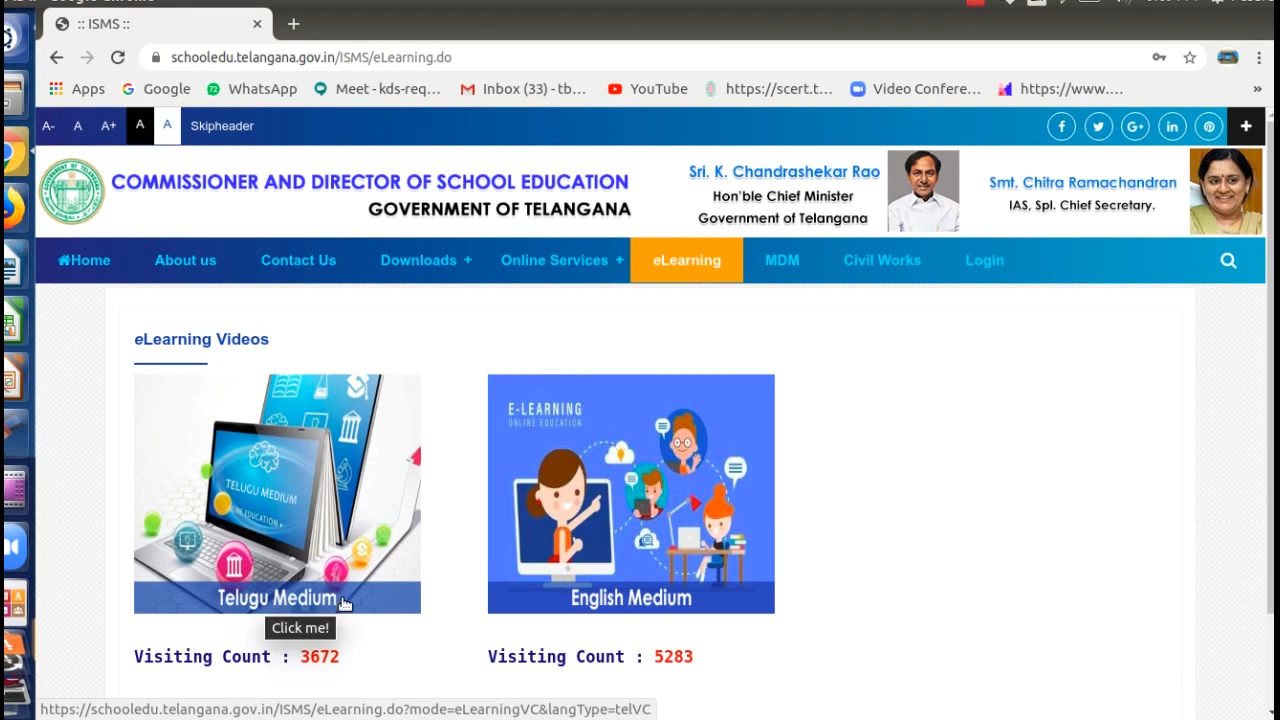 :: ISMS ::
schooledu.telangana.gov.in/ISMS/eLearning.do
Apps Google WhatsApp Meet - kds-req... Inbox (33) - tb... YouTube https://scert.t... Video Confere... https://www.... »
A- A A+ A A Skipheader
COMMISSIONER AND DIRECTOR OF SCHOOL EDUCATION
GOVERNMENT OF TELANGANA
Sri. K. Chandrashekar Rao
Hon'ble Chief Minister
Government of Telangana
Smt. Chitra Ramachandran
IAS, Spl. Chief Secretary.
Home About us Contact Us Downloads + Online Services + eLearning MDM Civil Works Login
eLearning Videos
TELUGU MEDIUM
Telugu Medium
Click me!
E-LEARNING
ONLINE EDUCATION
English Medium
Visiting Count : 3672
Visiting Count : 5283
https://schooledu.telangana.gov.in/ISMS/eLearning.do?mode=eLearningVC&langType=telVC